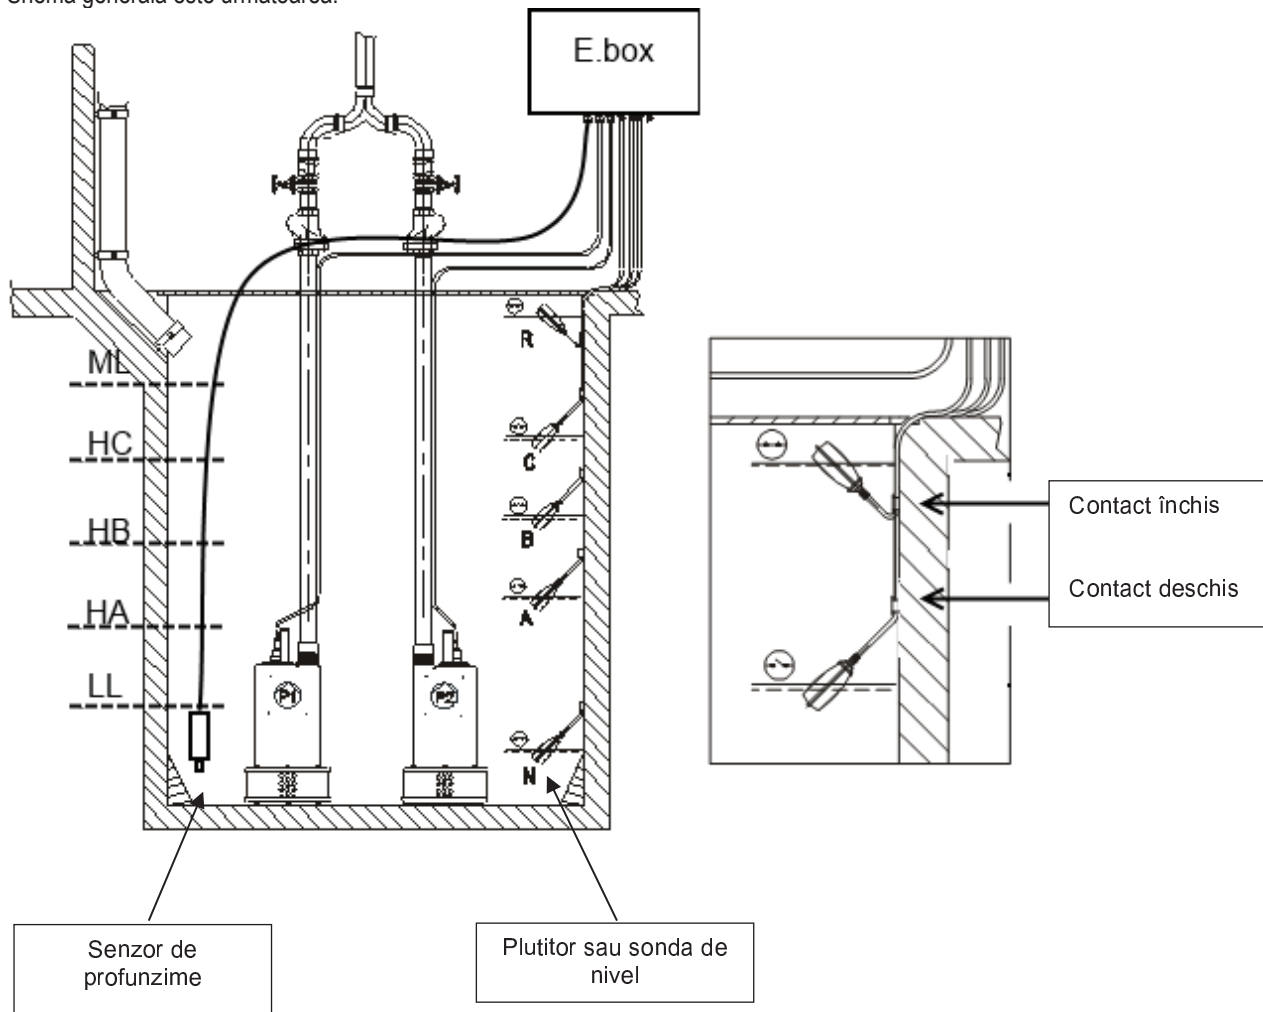 Schema generală este următoarea:
E.box
ML
HC
HB
HA
LL
R
C
B
A
N
P1
P2
Contact închis
Contact deschis
Senzor de
profunzime
Plutitor sau sonda de
nivel